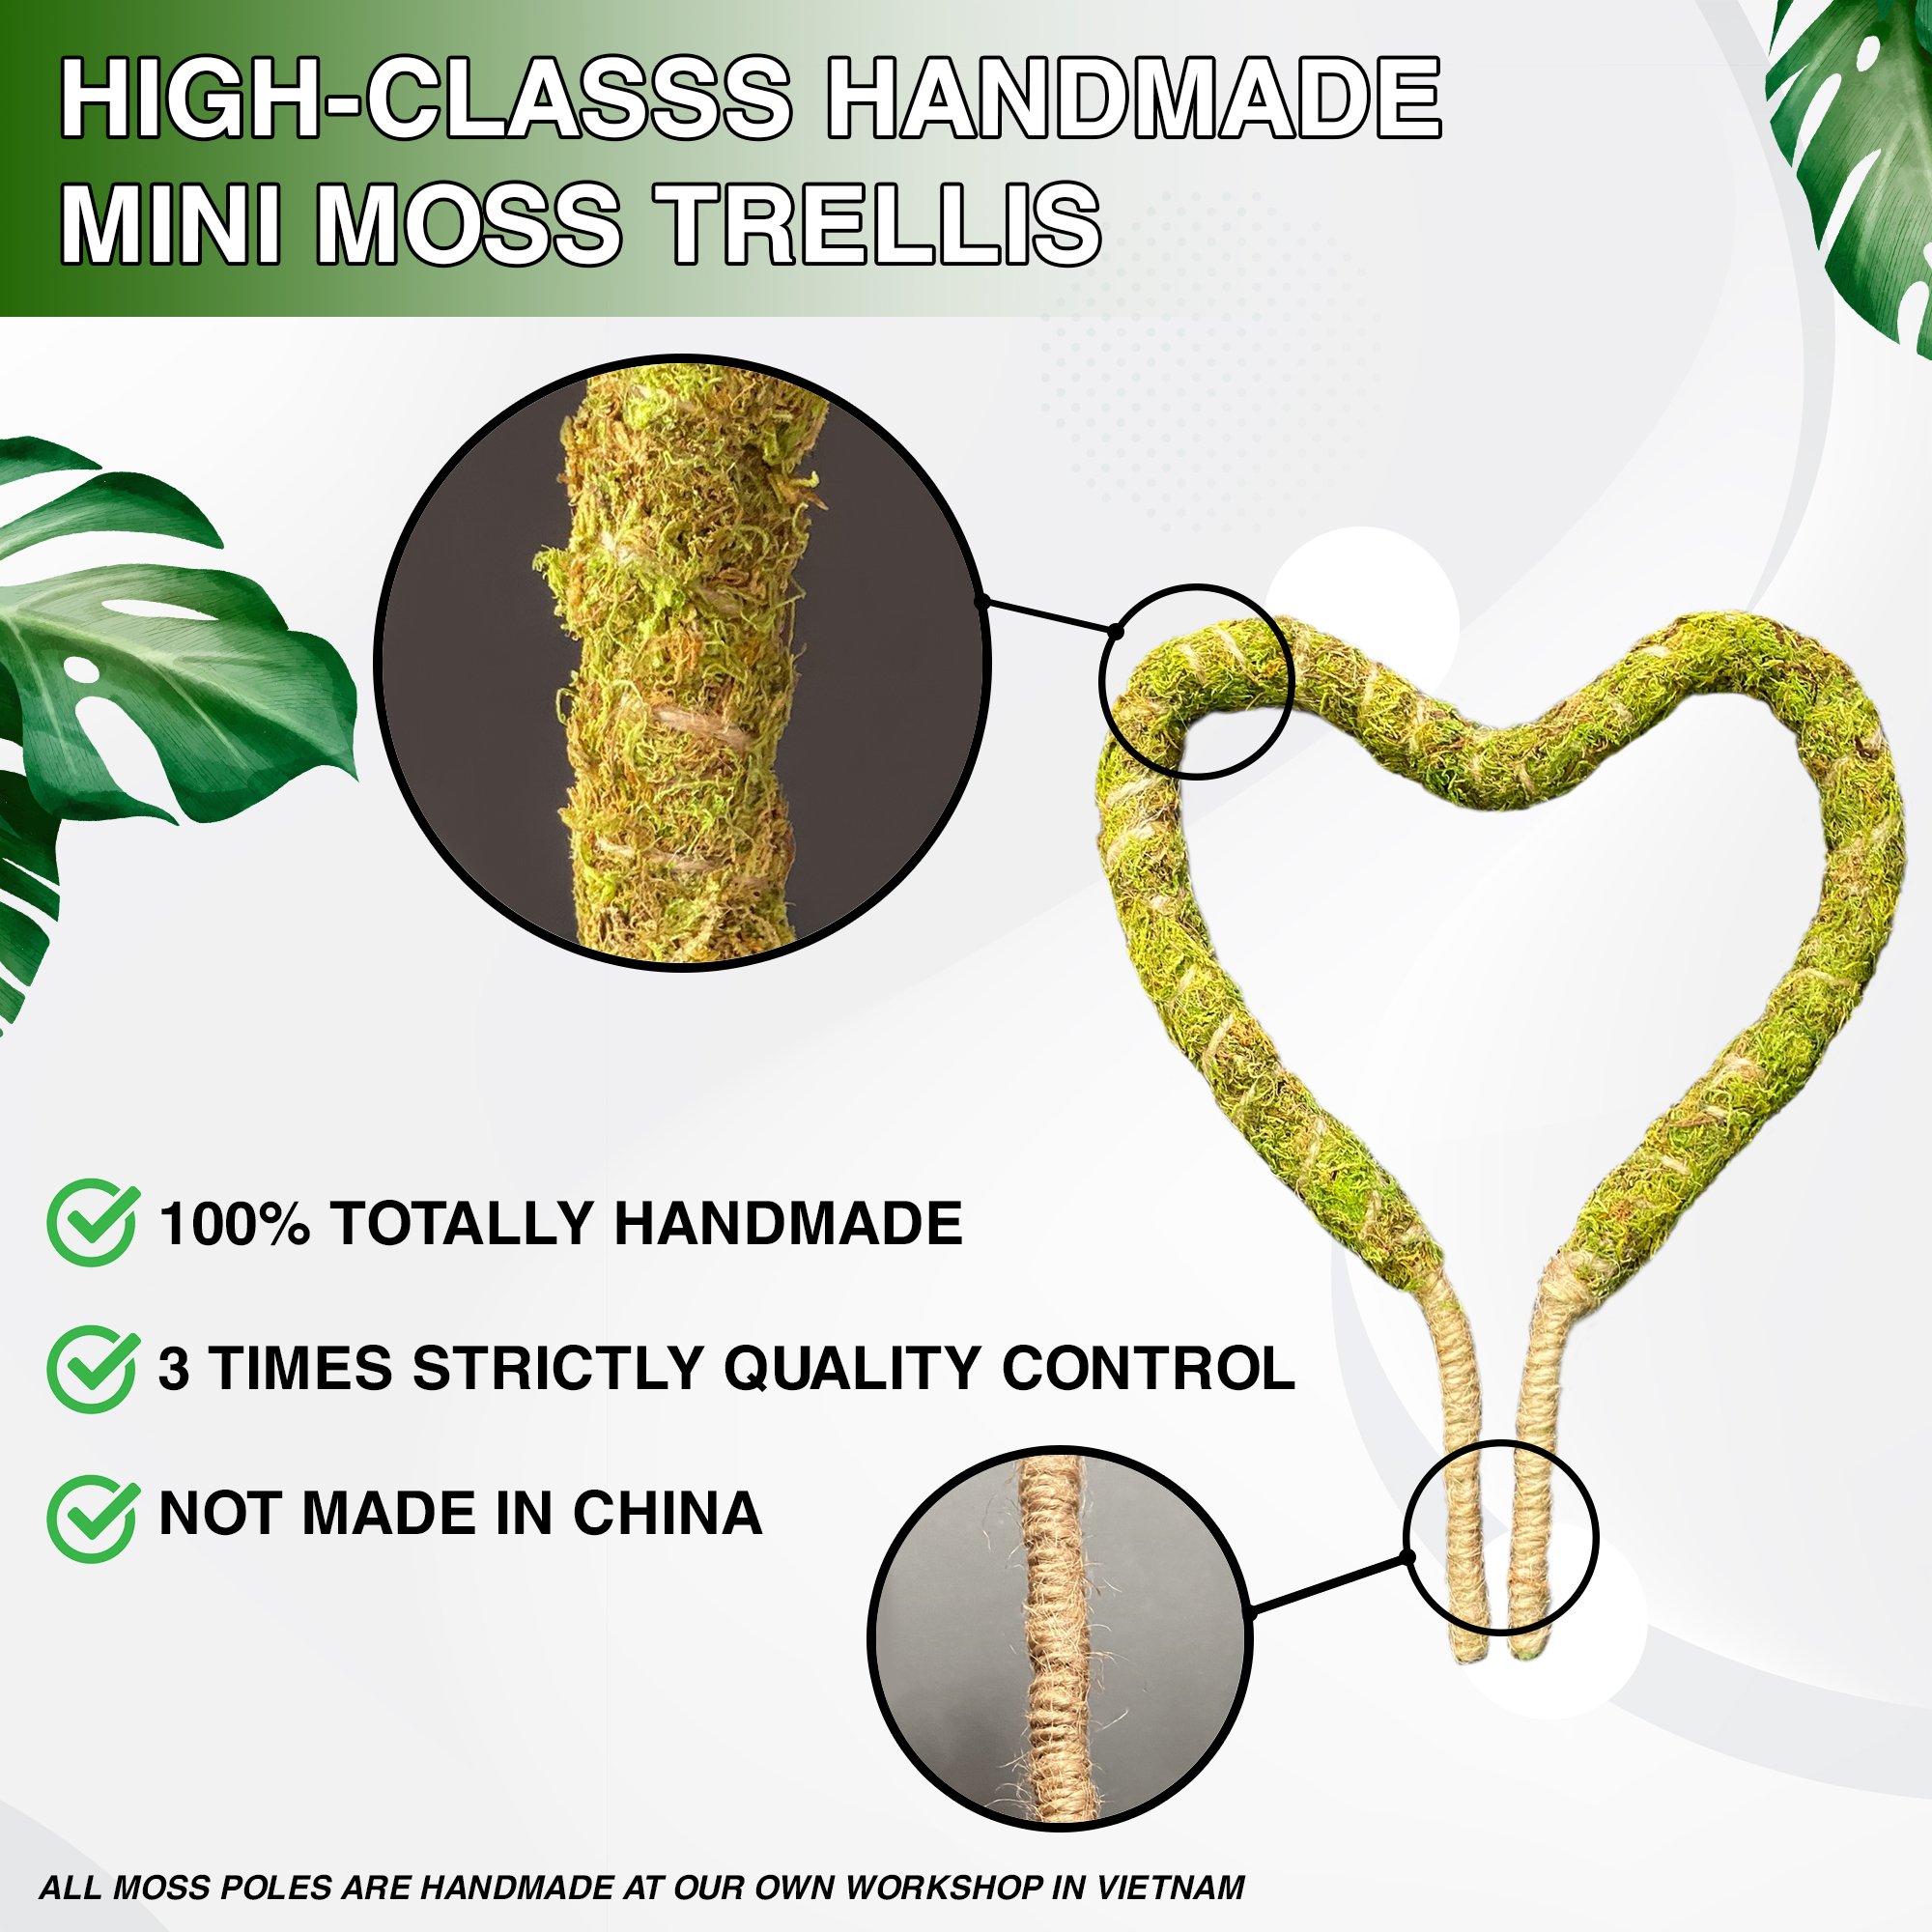 HIGH-CLASSS HANDMADE
MINI MOSS TRELLIS
100% TOTALLY HANDMADE
3 TIMES STRICTLY QUALITY CONTROL
NOT MADE IN CHINA
ALL MOSS POLES ARE HANDMADE AT OUR OWN WORKSHOP IN VIETNAM